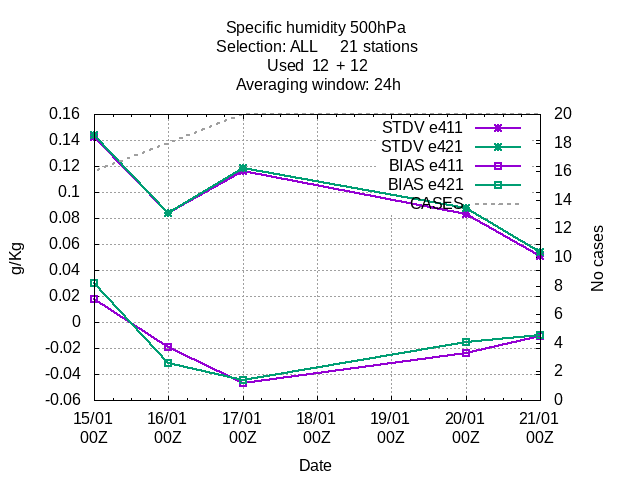 Specific humidity 500hPa
Selection: ALL     21 stations
Used  12  + 12
Averaging window: 24h
0.16
0.14
0.12
0.1
0.08
0.06
0.04
0.02
0
-0.02
-0.04
-0.06
g/Kg
STDV e411
STDV e421
BIAS e411
BIAS e421
CASES
20
18
16
14
12
10
8
6
4
2
0
No cases
15/01 16/01 17/01 18/01 19/01 20/01 21/01
00Z 00Z 00Z 00Z 00Z 00Z 00Z
Date